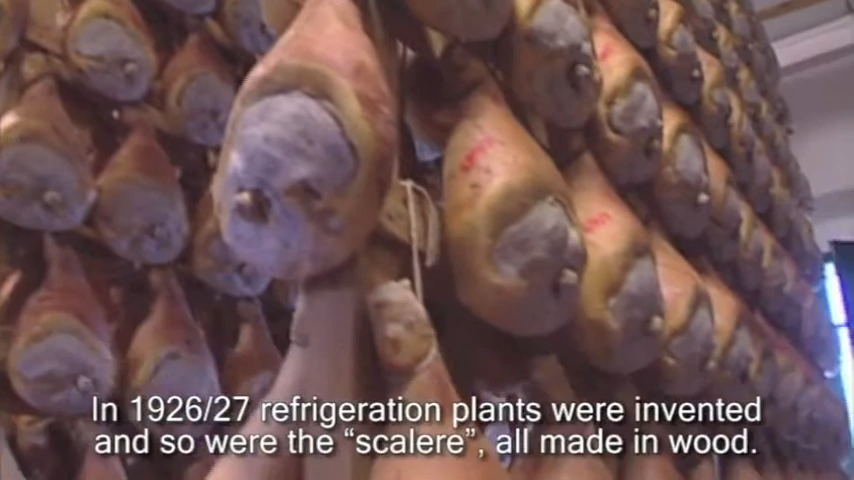 In 1926/27 refrigeration plants were invented
and so were the “scalere”, all made in wood.